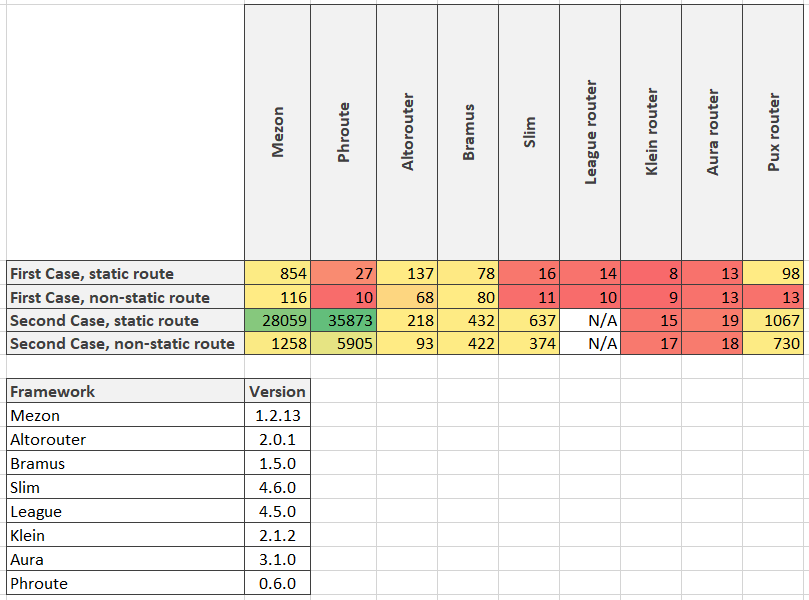 Mezon Phroute Altorouter Bramus Slim League router Klein router Aura router Pux router
First Case, static route 854 27 137 78 16 14 8 13 98
First Case, non-static route 116 10 68 80 11 10 9 13 13
Second Case, static route 28059 35873 218 432 637 N/A 15 19 1067
Second Case, non-static route 1258 5905 93 422 374 N/A 17 18 730
Framework Version
Mezon 1.2.13
Altorouter 2.0.1
Bramus 1.5.0
Slim 4.6.0
League 4.5.0
Klein 2.1.2
Aura 3.1.0
Phroute 0.6.0